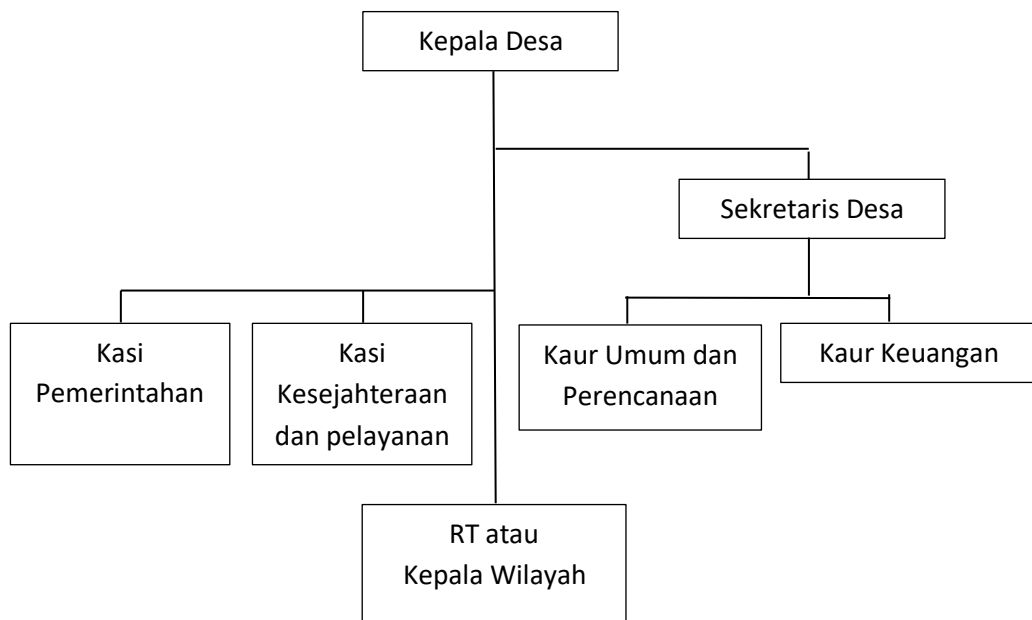 Kepala Desa
Sekretaris Desa
Kasi
Pemerintahan
Kasi
Kesejahteraan
dan pelayanan
Kaur Umum dan
Perencanaan
Kaur Keuangan
RT atau
Kepala Wilayah